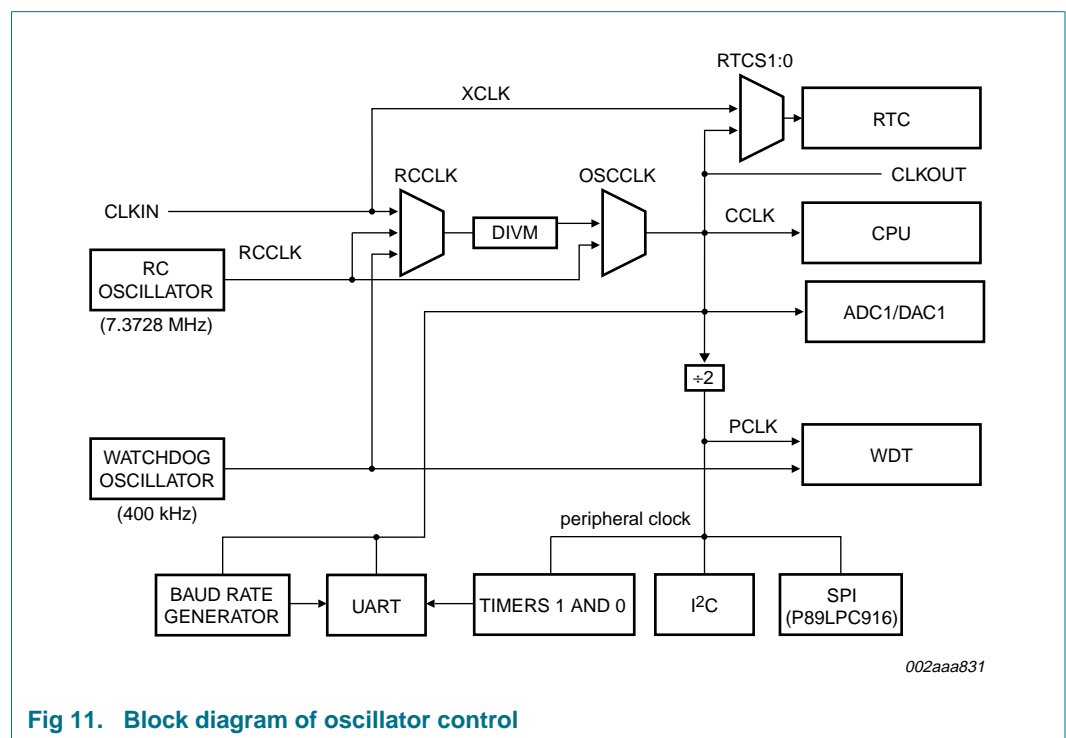 RTCS1:0
XCLK
RTC
RCCLK
OSCCLK
CLKOUT
CLKIN
CCLK
DIVM
CPU
RCCLK
RC
OSCILLATOR
(7.3728 MHz)
ADC1/DAC1
÷2
PCLK
WATCHDOG
OSCILLATOR
(400 kHz)
WDT
peripheral clock
BAUD RATE
GENERATOR
UART
TIMERS 1 AND 0
I²C
SPI
(P89LPC916)
002aaa831
Fig 11. Block diagram of oscillator control